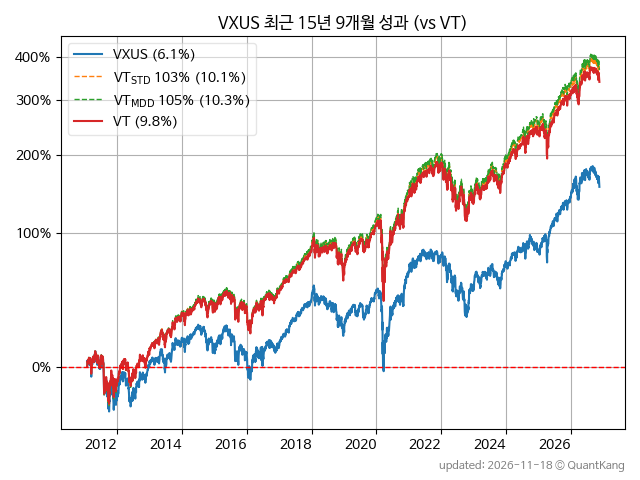 VXUS 최근 15년 9개월 성과 (vs VT)
VXUS (6.1%)
VT_STD 103% (10.1%)
VT_MDD 105% (10.3%)
VT (9.8%)
400%
300%
200%
100%
0%
2012 2014 2016 2018 2020 2022 2024 2026
updated: 2026-11-18 © QuantKang